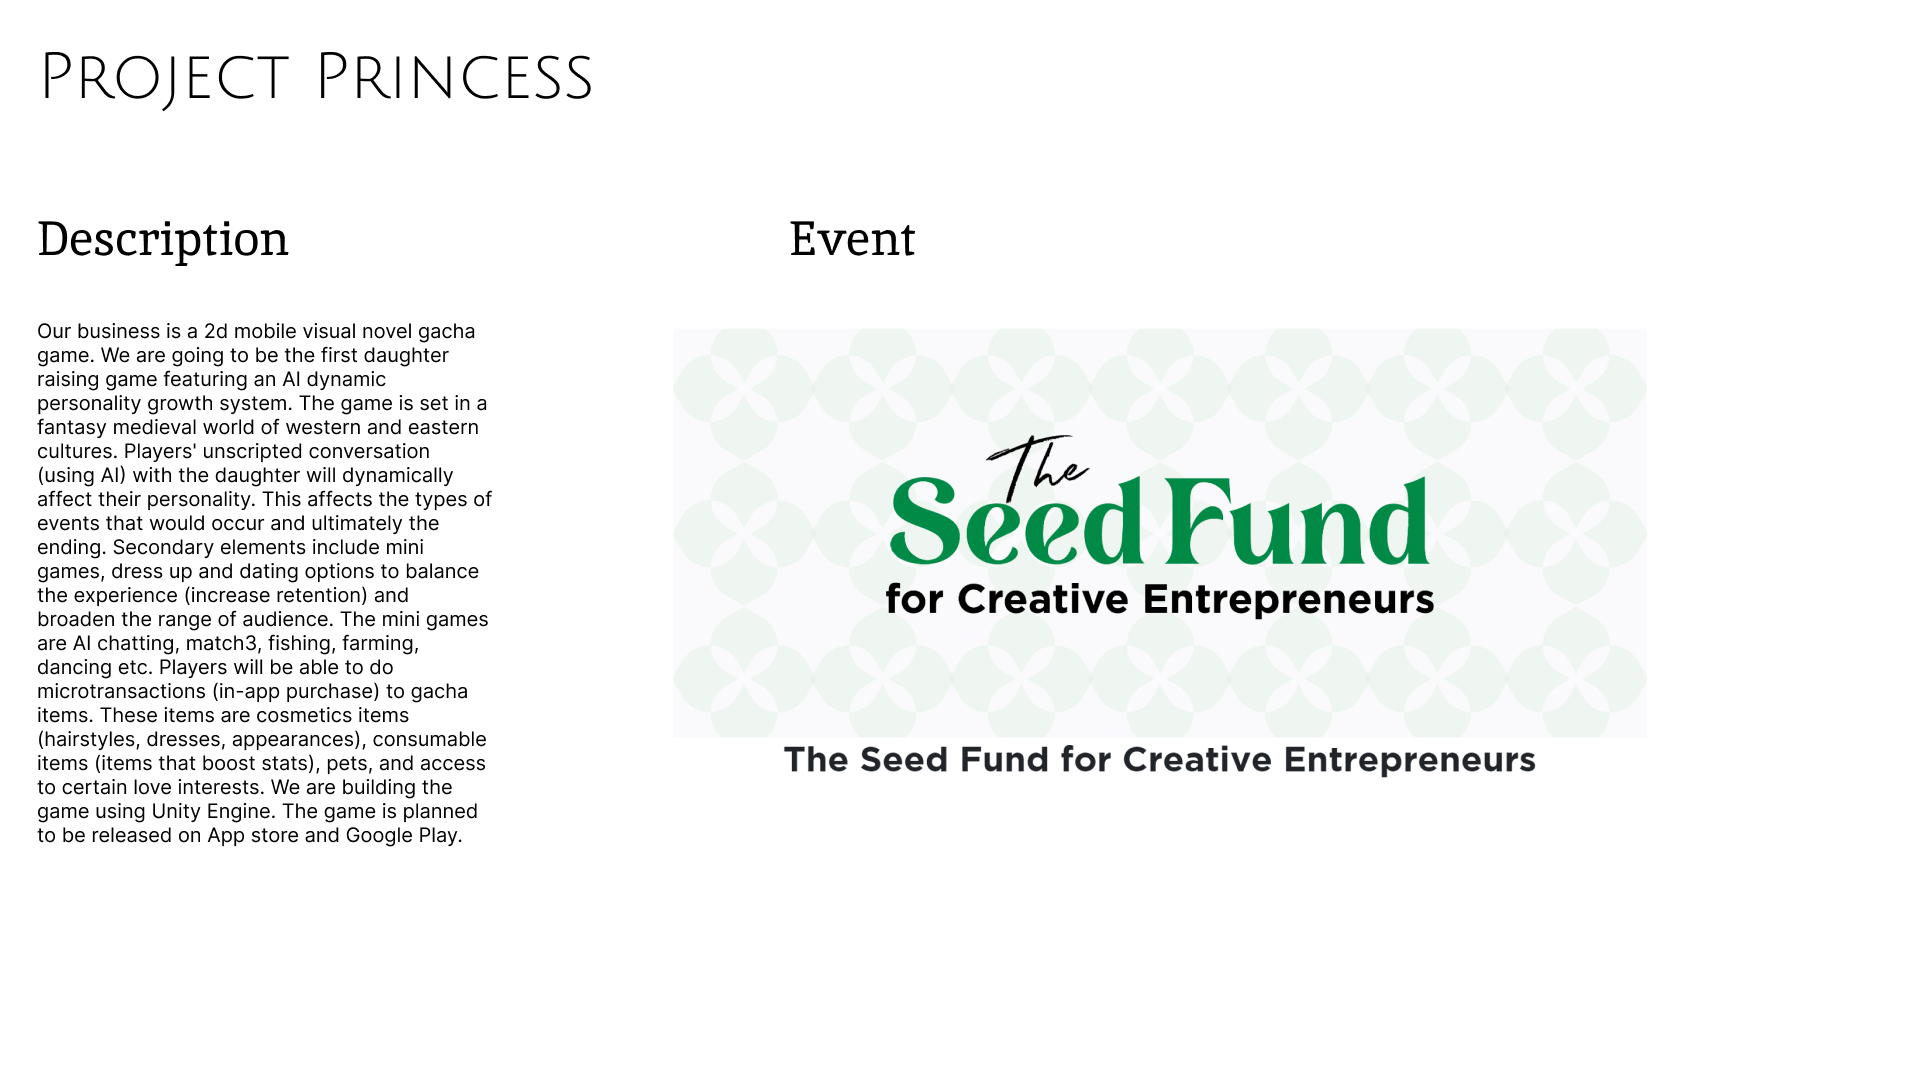 Project Princess
Description
Our business is a 2d mobile visual novel gacha
game. We are going to be the first daughter
raising game featuring an AI dynamic
personality growth system. The game is set in a
fantasy medieval world of western and eastern
cultures. Players' unscripted conversation
(using AI) with the daughter will dynamically
affect their personality. This affects the types of
events that would occur and ultimately the
ending. Secondary elements include mini
games, dress up and dating options to balance
the experience (increase retention) and
broaden the range of audience. The mini games
are AI chatting, match3, fishing, farming,
dancing etc. Players will be able to do
microtransactions (in-app purchase) to gacha
items. These items are cosmetics items
(hairstyles, dresses, appearances), consumable
items (items that boost stats), pets, and access
to certain love interests. We are building the
game using Unity Engine. The game is planned
to be released on App store and Google Play.
Event
The
Seed Fund
for Creative Entrepreneurs
The Seed Fund for Creative Entrepreneurs